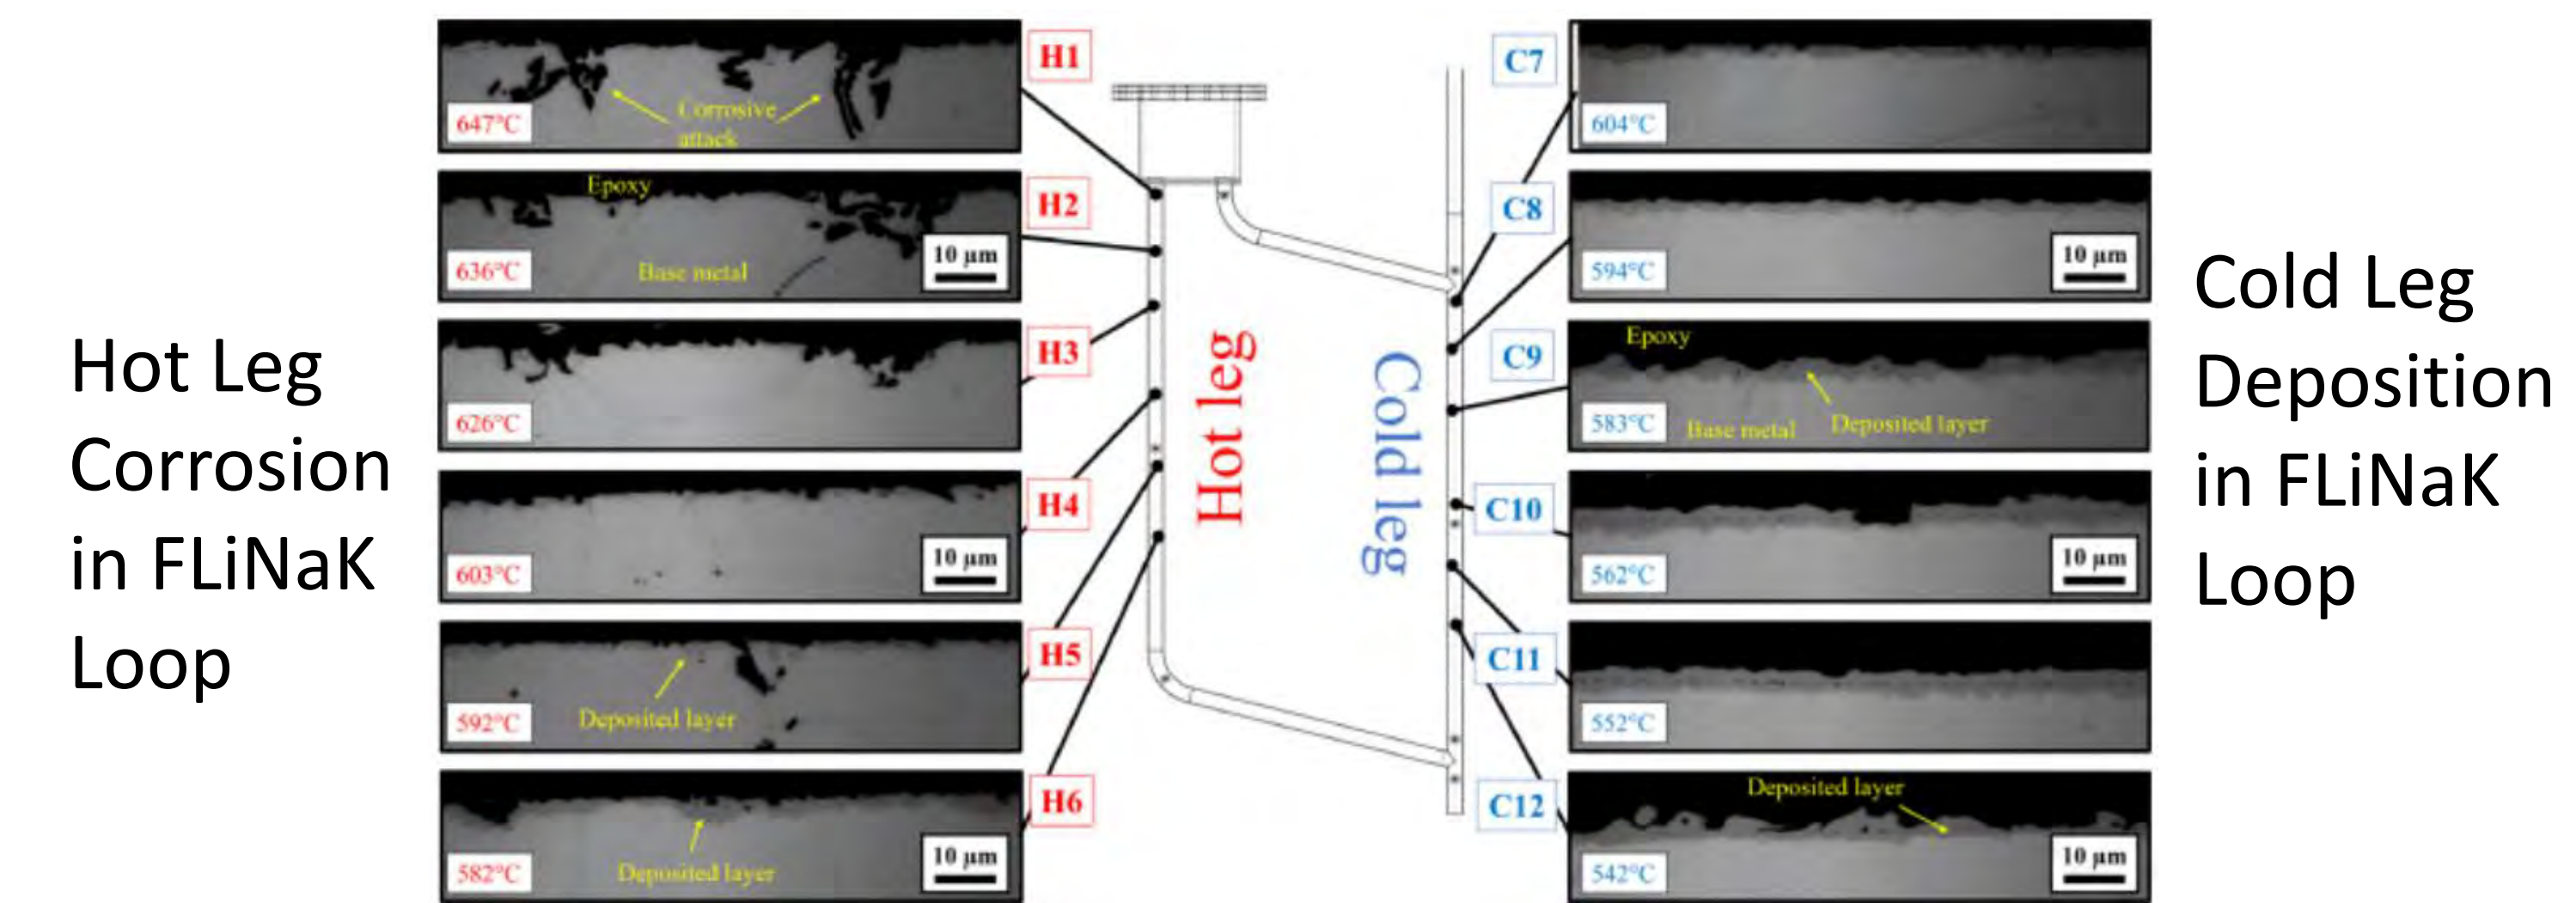 Hot Leg
Corrosion
in FLiNaK
Loop
Corrosive
attack
647°C
H1
Epoxy
Base metal
636°C
10 µm
H2
626°C
H3
603°C
10 µm
H4
Deposited layer
592°C
H5
Deposited layer
582°C
10 µm
H6
Hot leg
Cold leg
C7
604°C
C8
594°C
10 µm
C9
Epoxy
583°C
Base metal
Deposited layer
C10
562°C
10 µm
C11
552°C
C12
Deposited layer
542°C
10 µm
Cold Leg
Deposition
in FLiNaK
Loop